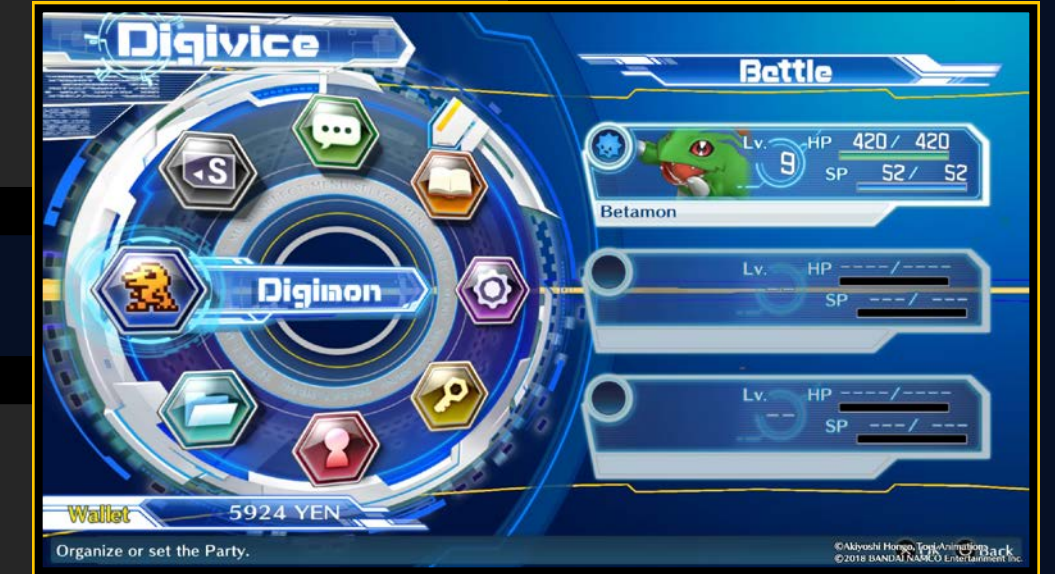 Digivice
Battle
Lv. 9 HP 420/ 420
SP 52/ 52
Betamon
Lv. -- HP ----/----
SP ---/ ---
Lv. -- HP ----/----
SP ---/ ---
S
Digimon
Wallet 5924 YEN
Organize or set the Party.
Back
©Akiyoshi Hongo, Toei Animation
©2018 BANDAI NAMCO Entertainment Inc.